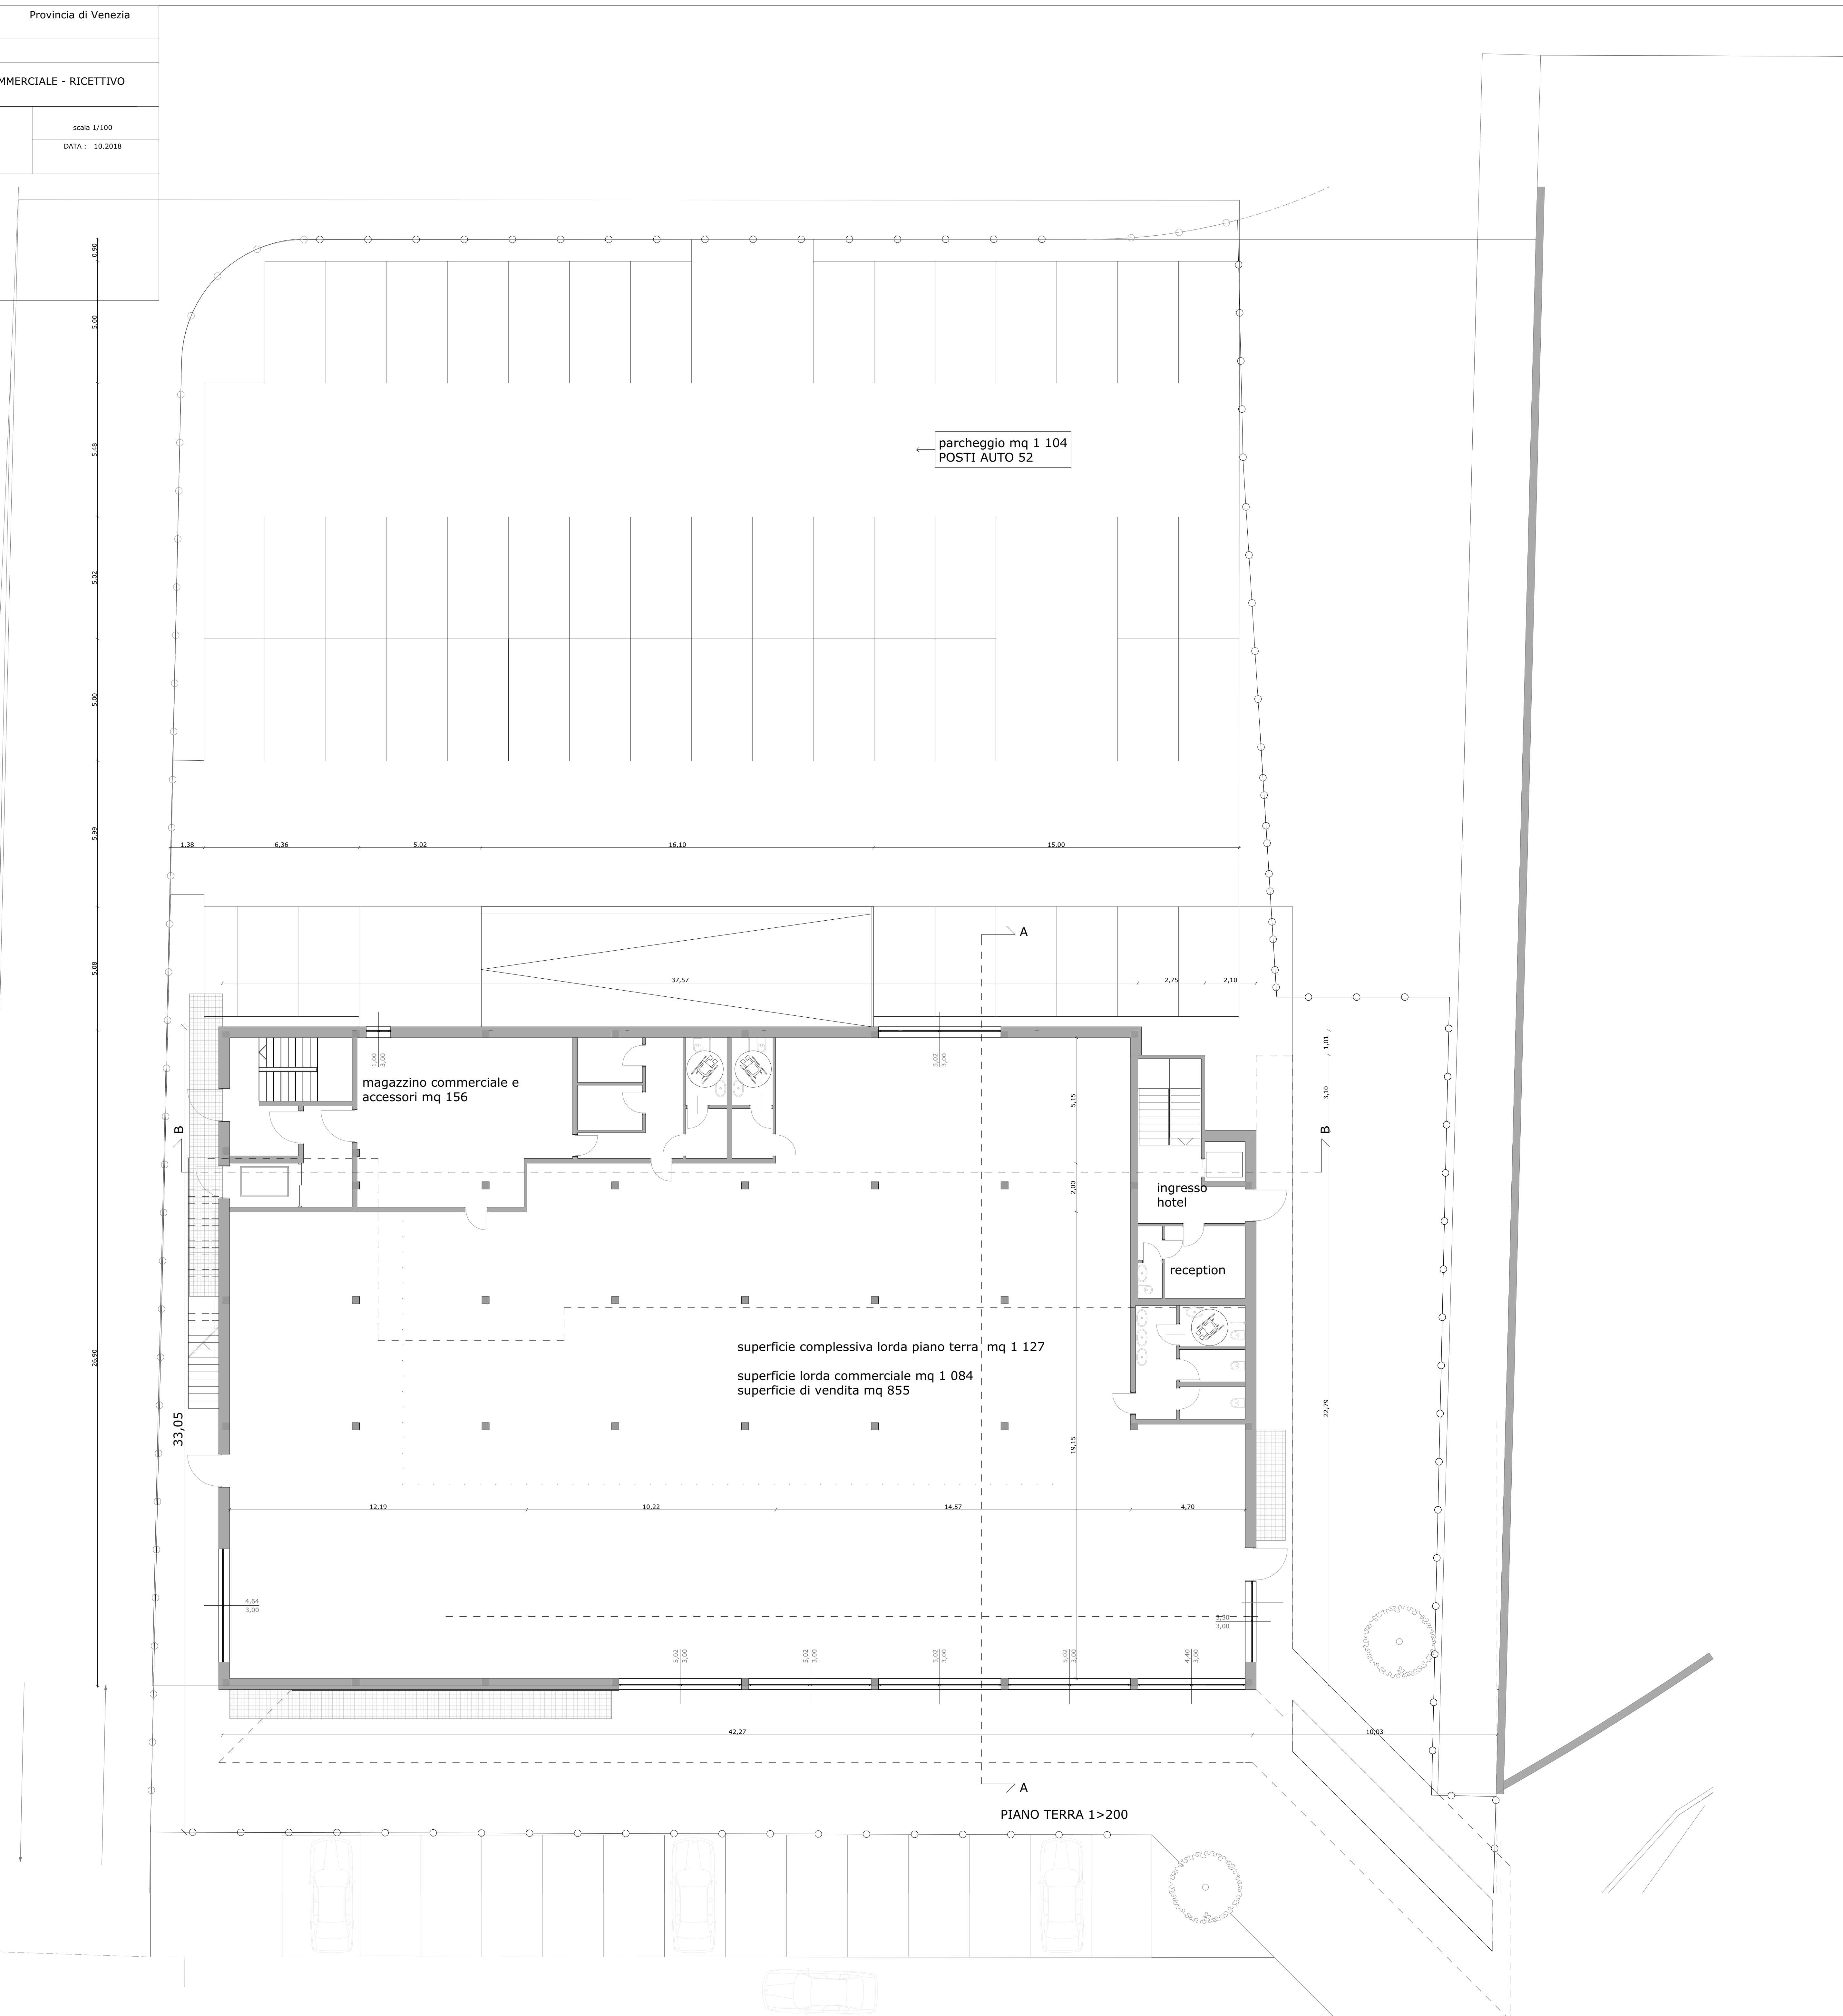 Provincia di Venezia
MMERCIALE - RICETTIVO
scala 1/100
DATA : 10.2018
0,90
5,00
5,48
5,02
5,00
5,99
5,08
26,90
parcheggio mq 1 104
POSTI AUTO 52
1,38
6,36
5,02
16,10
15,00
A
37,57
2,75
2,10
1,00
3,00
5,02
3,00
1,01
3,10
magazzino commerciale e
accessori mq 156
5,15
B
B
2,00
ingresso
hotel
reception
superficie complessiva lorda piano terra mq 1 127
superficie lorda commerciale mq 1 084
superficie di vendita mq 855
33,05
19,15
22,79
12,19
10,22
14,57
4,70
4,64
3,00
3,30
3,00
5,02
3,00
5,02
3,00
5,02
3,00
5,02
3,00
4,40
3,00
42,27
10,03
A
PIANO TERRA 1>200